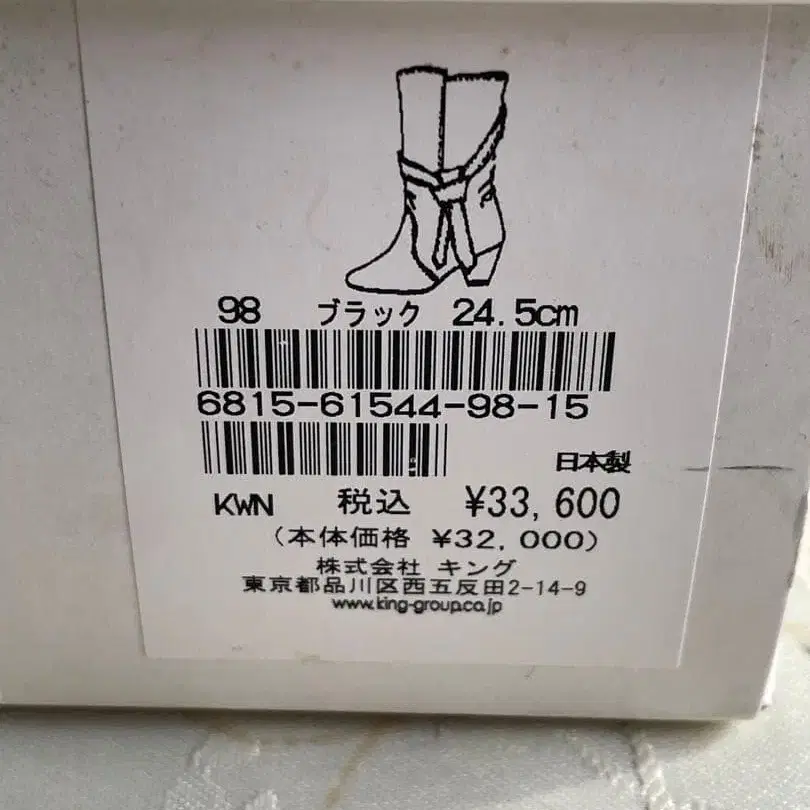 98 ブラック 24.5cm
6815-61544-98-15
日本製
KWN 税込 ¥33,600
(本体価格 ¥32,000)
株式会社 キング
東京都品川区西五反田2-14-9
www.king-group.co.jp